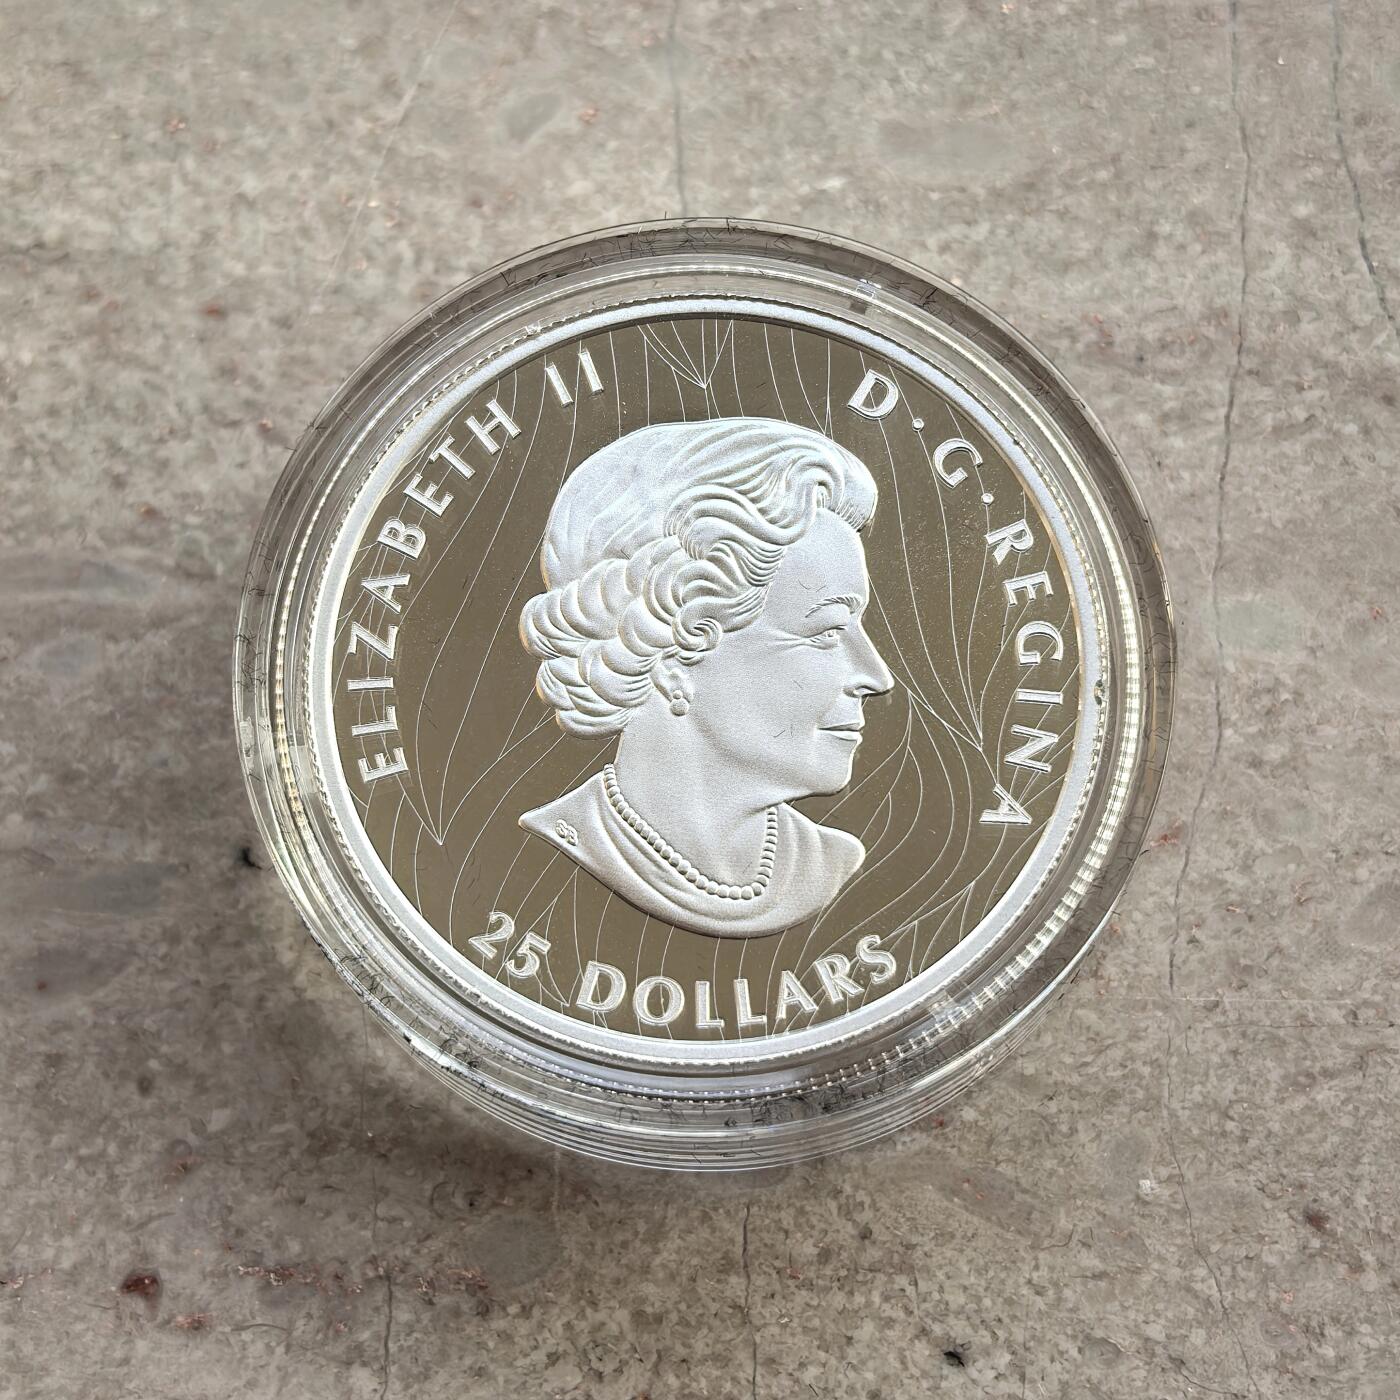 ELIZABETH II
D·G·REGINA
25 DOLLARS
SB